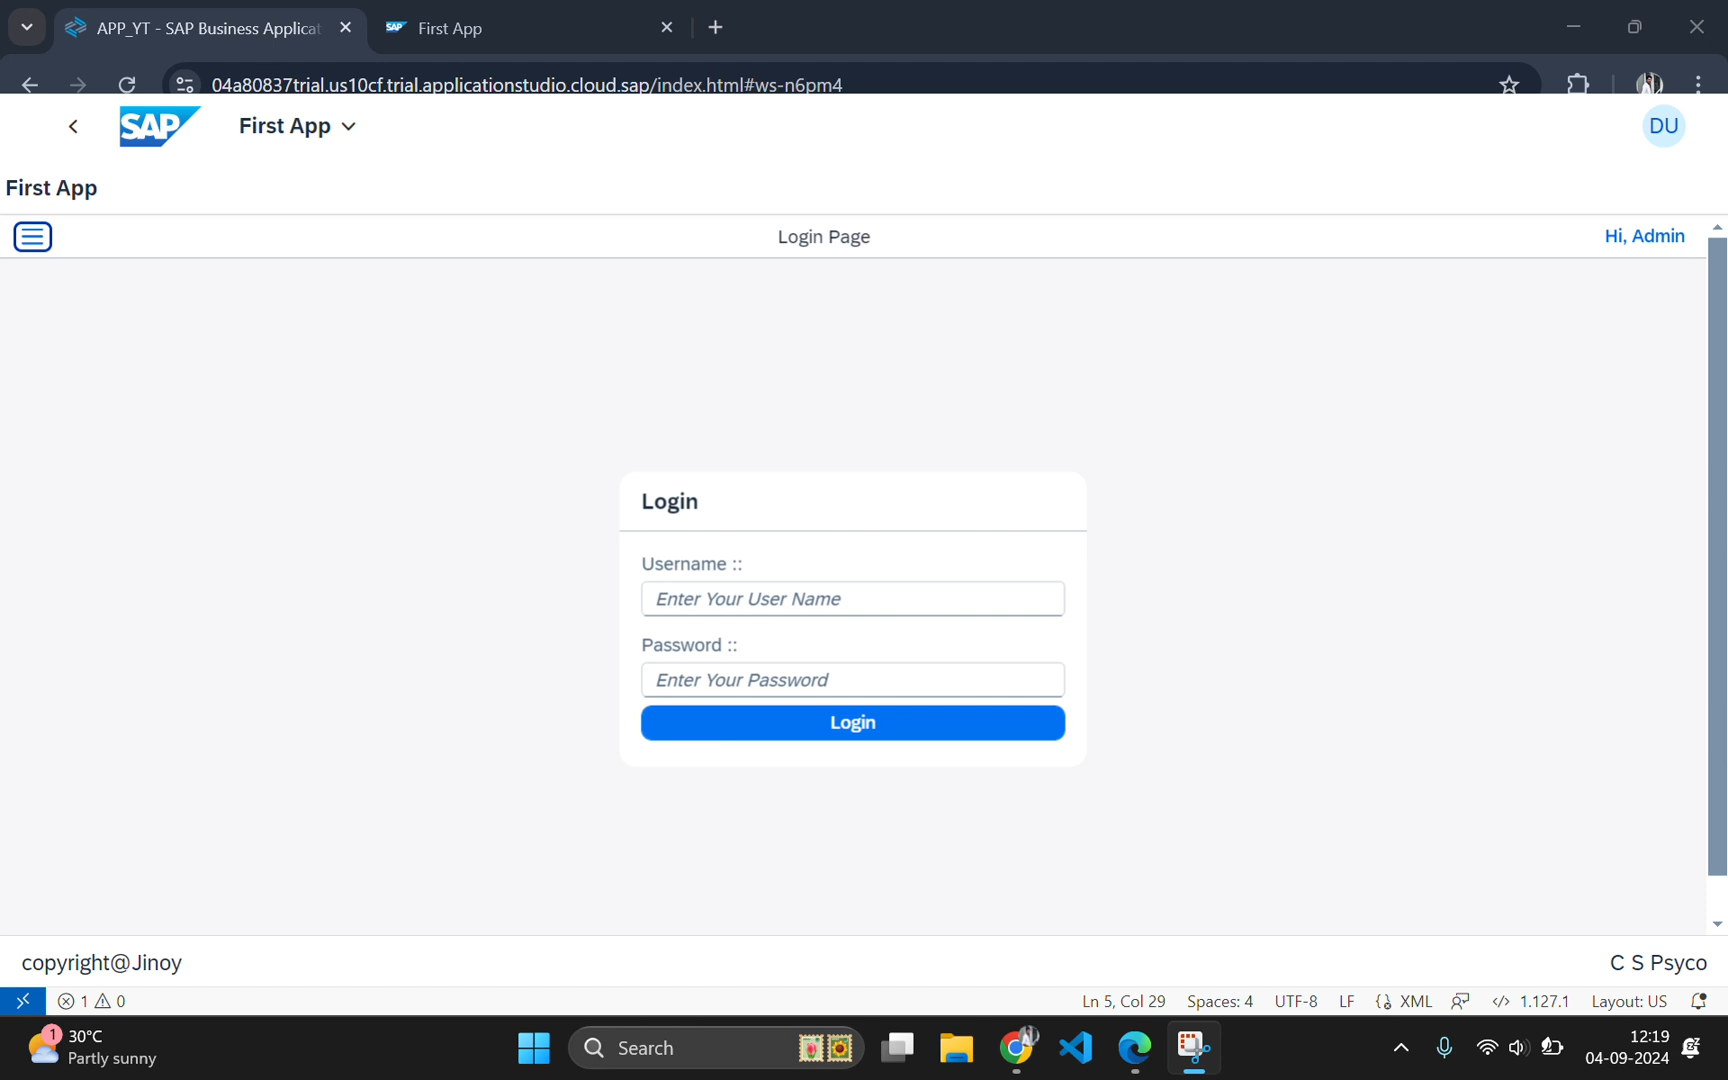 APP_YT - SAP Business Applicat
SAP First App
04a80837trial.us10cf.trial.applicationstudio.cloud.sap/index.html#ws-n6pm4
SAP First App DU
First App
Login Page Hi, Admin
Login
Username ::
Enter Your User Name
Password ::
Enter Your Password
Login
copyright@Jinoy C S Psyco
1 0 Ln 5, Col 29 Spaces: 4 UTF-8 LF XML 1.127.1 Layout: US
1 30°C Search 12:19
Partly sunny 04-09-2024